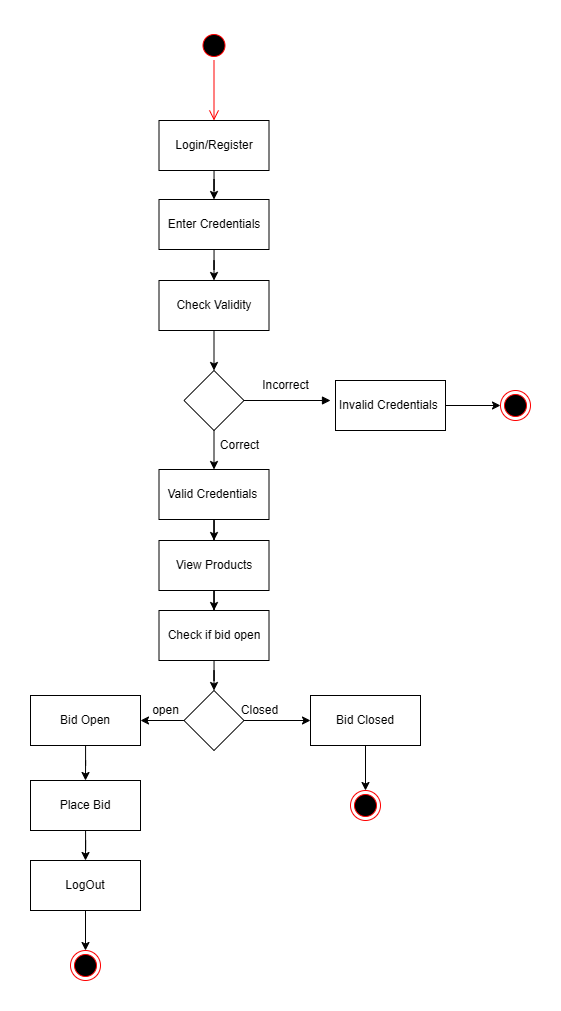 Login/Register
Enter Credentials
Check Validity
Incorrect
Invalid Credentials
Correct
Valid Credentials
View Products
Check if bid open
open
Closed
Bid Open
Bid Closed
Place Bid
LogOut